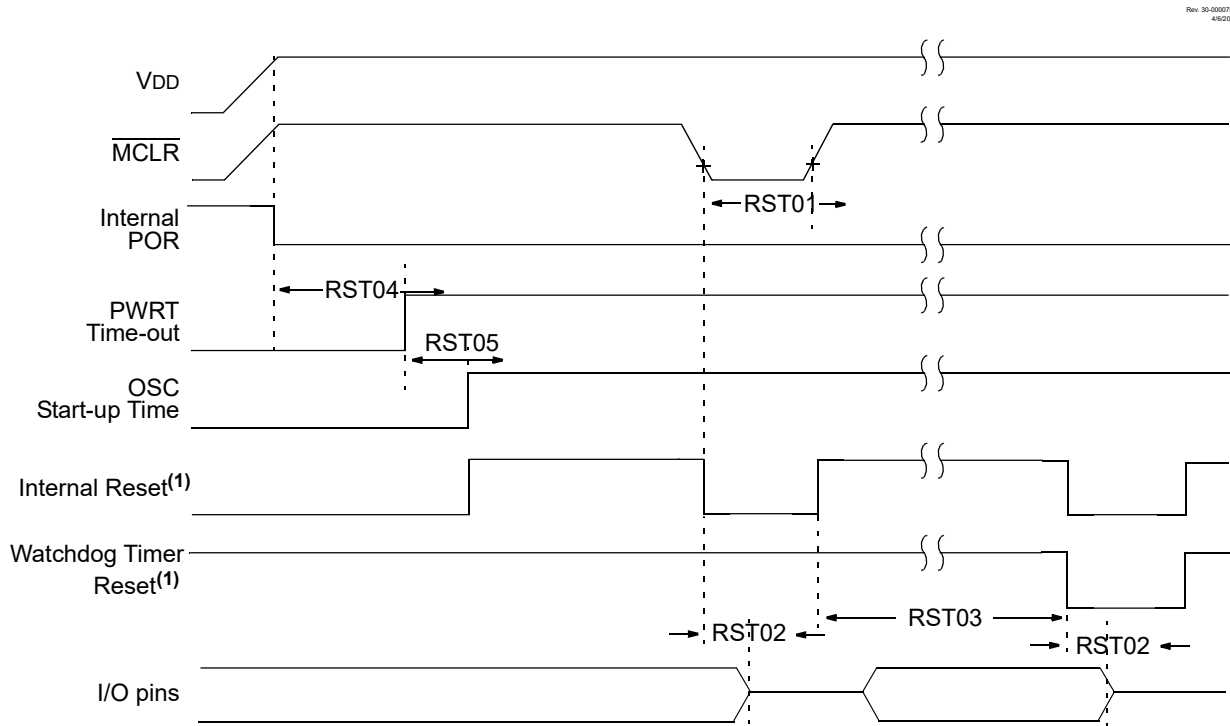 Rev. 30-00007
4/6/20
VDD
MCLR
RST01
Internal
POR
RST04
PWRT
Time-out
RST05
OSC
Start-up Time
Internal Reset(1)
Watchdog Timer
Reset(1)
RST02
RST03
RST02
I/O pins